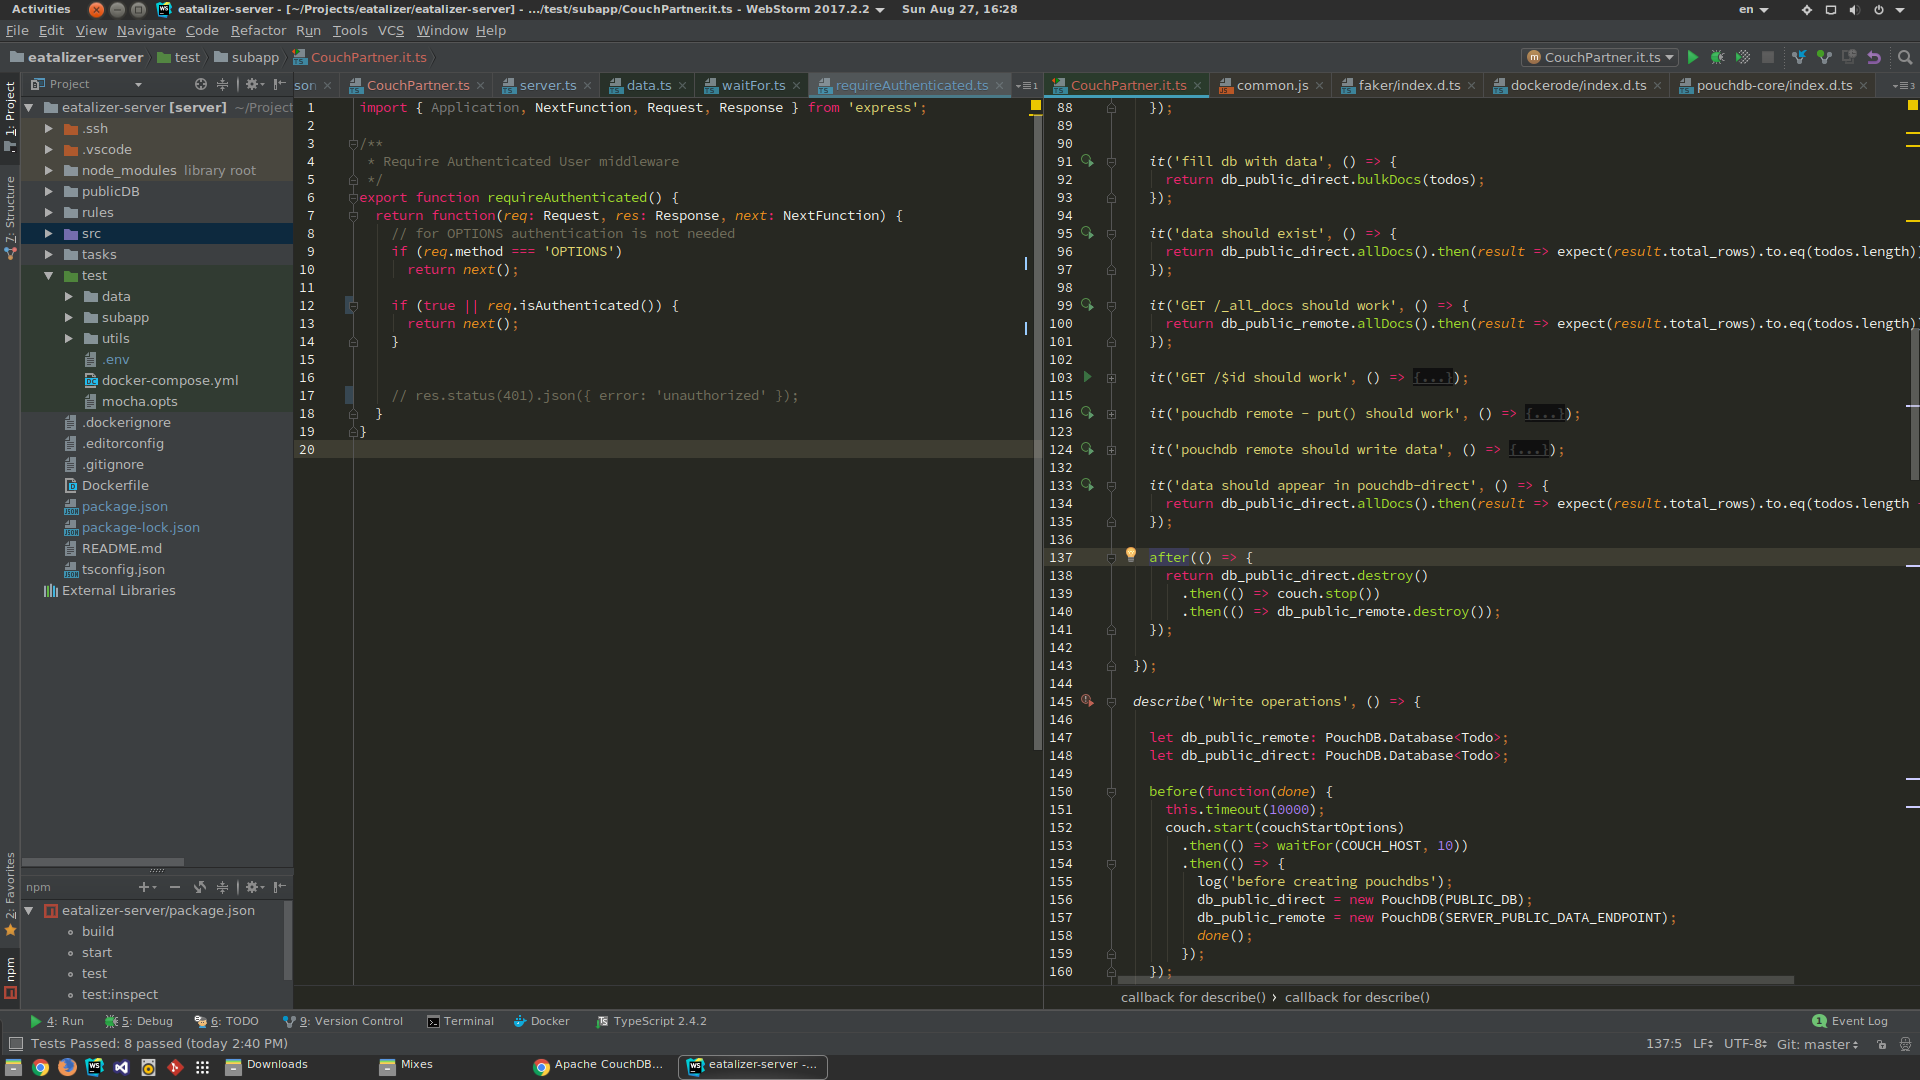 Activities
eatalizer-server - [~/Projects/eatalizer/eatalizer-server] - .../test/subapp/CouchPartner.it.ts - WebStorm 2017.2.2
Sun Aug 27, 16:28
en
File Edit View Navigate Code Refactor Run Tools VCS Window Help
eatalizer-server test subapp CouchPartner.it.ts
CouchPartner.it.ts
1: Project
7: Structure
2: Favorites
npm
Project
eatalizer-server [server] ~/Project
.ssh
.vscode
node_modules library root
publicDB
rules
src
tasks
test
data
subapp
utils
.env
docker-compose.yml
mocha.opts
.dockerignore
.editorconfig
.gitignore
Dockerfile
package.json
package-lock.json
README.md
tsconfig.json
External Libraries
npm
eatalizer-server/package.json
build
start
test
test:inspect
son CouchPartner.ts server.ts data.ts waitFor.ts requireAuthenticated.ts 1
1 import { Application, NextFunction, Request, Response } from 'express';
2
3 /**
4 * Require Authenticated User middleware
5 */
6 export function requireAuthenticated() {
7 return function(req: Request, res: Response, next: NextFunction) {
8 // for OPTIONS authentication is not needed
9 if (req.method === 'OPTIONS')
10 return next();
11
12 if (true || req.isAuthenticated()) {
13 return next();
14 }
15
16
17 // res.status(401).json({ error: 'unauthorized' });
18 }
19 }
20
CouchPartner.it.ts common.js faker/index.d.ts dockerode/index.d.ts pouchdb-core/index.d.ts 3
88 });
89
90
91 it('fill db with data', () => {
92 return db_public_direct.bulkDocs(todos);
93 });
94
95 it('data should exist', () => {
96 return db_public_direct.allDocs().then(result => expect(result.total_rows).to.eq(todos.length)
97 });
98
99 it('GET /_all_docs should work', () => {
100 return db_public_remote.allDocs().then(result => expect(result.total_rows).to.eq(todos.length)
101 });
102
103 it('GET /$id should work', () => {...});
115
116 it('pouchdb remote - put() should work', () => {...});
123
124 it('pouchdb remote should write data', () => {...});
132
133 it('data should appear in pouchdb-direct', () => {
134 return db_public_direct.allDocs().then(result => expect(result.total_rows).to.eq(todos.length
135 });
136
137 after(() => {
138 return db_public_direct.destroy()
139 .then(() => couch.stop())
140 .then(() => db_public_remote.destroy());
141 });
142
143 });
144
145 describe('Write operations', () => {
146
147 let db_public_remote: PouchDB.Database<Todo>;
148 let db_public_direct: PouchDB.Database<Todo>;
149
150 before(function(done) {
151 this.timeout(10000);
152 couch.start(couchStartOptions)
153 .then(() => waitFor(COUCH_HOST, 10))
154 .then(() => {
155 log('before creating pouchdbs');
156 db_public_direct = new PouchDB(PUBLIC_DB);
157 db_public_remote = new PouchDB(SERVER_PUBLIC_DATA_ENDPOINT);
158 done();
159 });
160 });
callback for describe() › callback for describe()
4: Run 5: Debug 6: TODO 9: Version Control Terminal Docker TypeScript 2.4.2
1 Event Log
Tests Passed: 8 passed (today 2:40 PM)
137:5 LF UTF-8 Git: master
Downloads Mixes Apache CouchDB... eatalizer-server -...